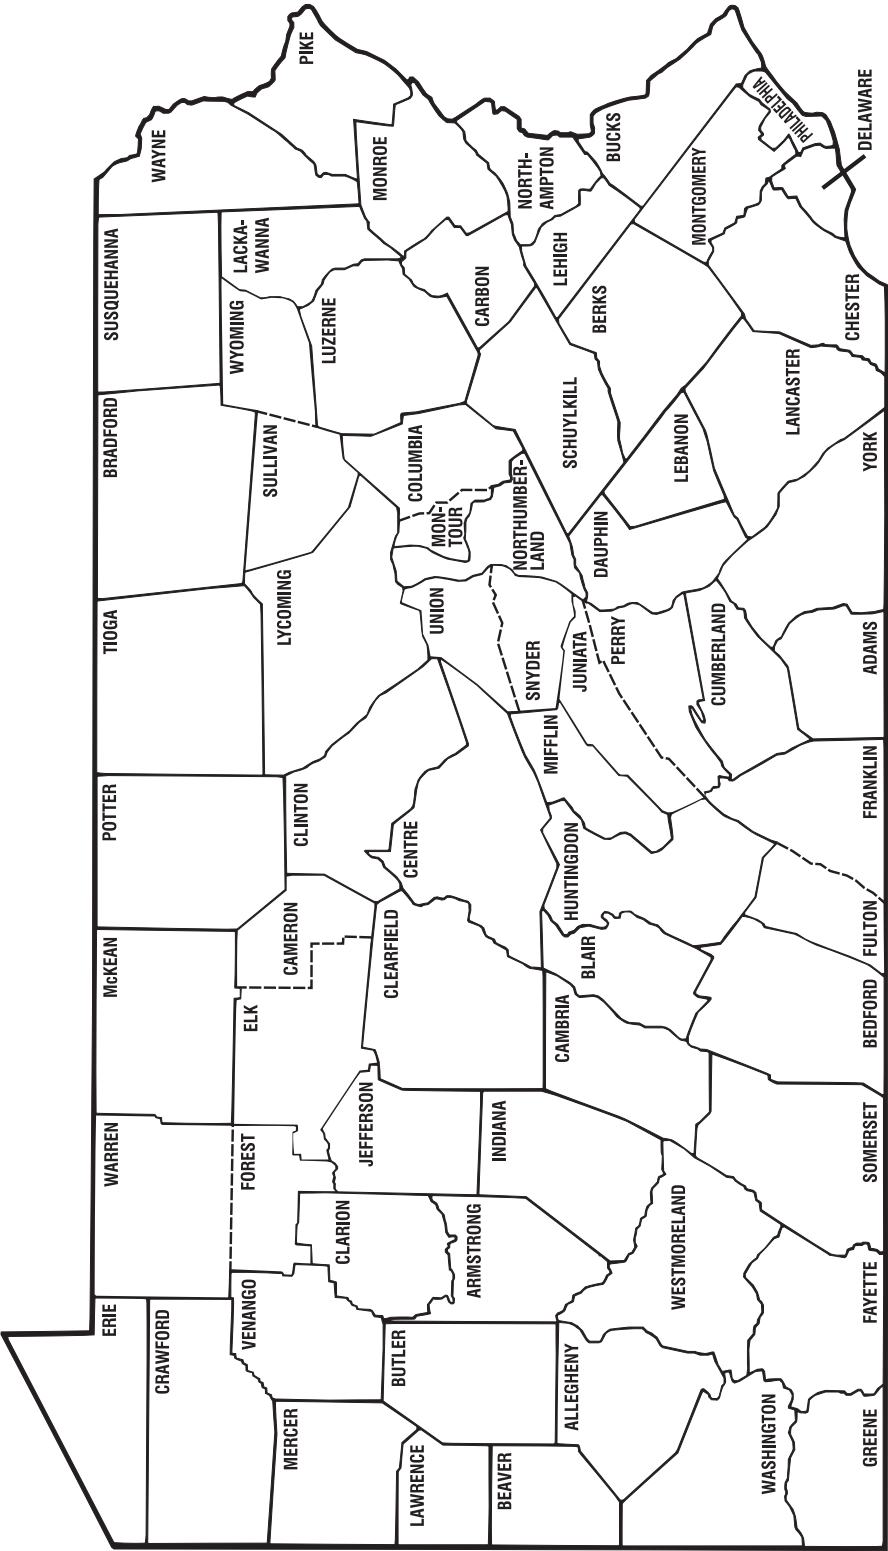 ERIE
CRAWFORD
WARREN
McKEAN
POTTER
TIOGA
BRADFORD
SUSQUEHANNA
WAYNE
PIKE
MERCER
VENANGO
FOREST
ELK
CAMERON
CLINTON
LYCOMING
SULLIVAN
WYOMING
LACKA-
WANNA
LUZERNE
MONROE
LAWRENCE
BUTLER
CLARION
JEFFERSON
CLEARFIELD
CENTRE
UNION
MON-
TOUR
COLUMBIA
CARBON
BEAVER
ARMSTRONG
INDIANA
CAMBRIA
BLAIR
HUNTINGDON
MIFFLIN
SNYDER
JUNIATA
NORTHUMBER-
LAND
SCHUYLKILL
LEHIGH
NORTH-
AMPTON
ALLEGHENY
WESTMORELAND
PERRY
DAUPHIN
LEBANON
BERKS
BUCKS
MONTGOMERY
PHILADELPHIA
WASHINGTON
CUMBERLAND
LANCASTER
CHESTER
DELAWARE
GREENE
FAYETTE
SOMERSET
BEDFORD
FULTON
FRANKLIN
ADAMS
YORK